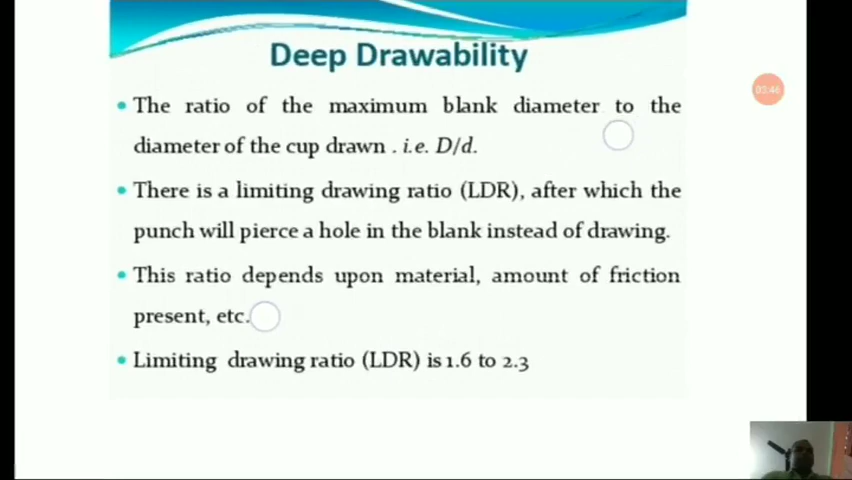 Deep Drawability
• The ratio of the maximum blank diameter to the
diameter of the cup drawn . i.e. D/d.
• There is a limiting drawing ratio (LDR), after which the
punch will pierce a hole in the blank instead of drawing.
• This ratio depends upon material, amount of friction
present, etc.
• Limiting drawing ratio (LDR) is 1.6 to 2.3